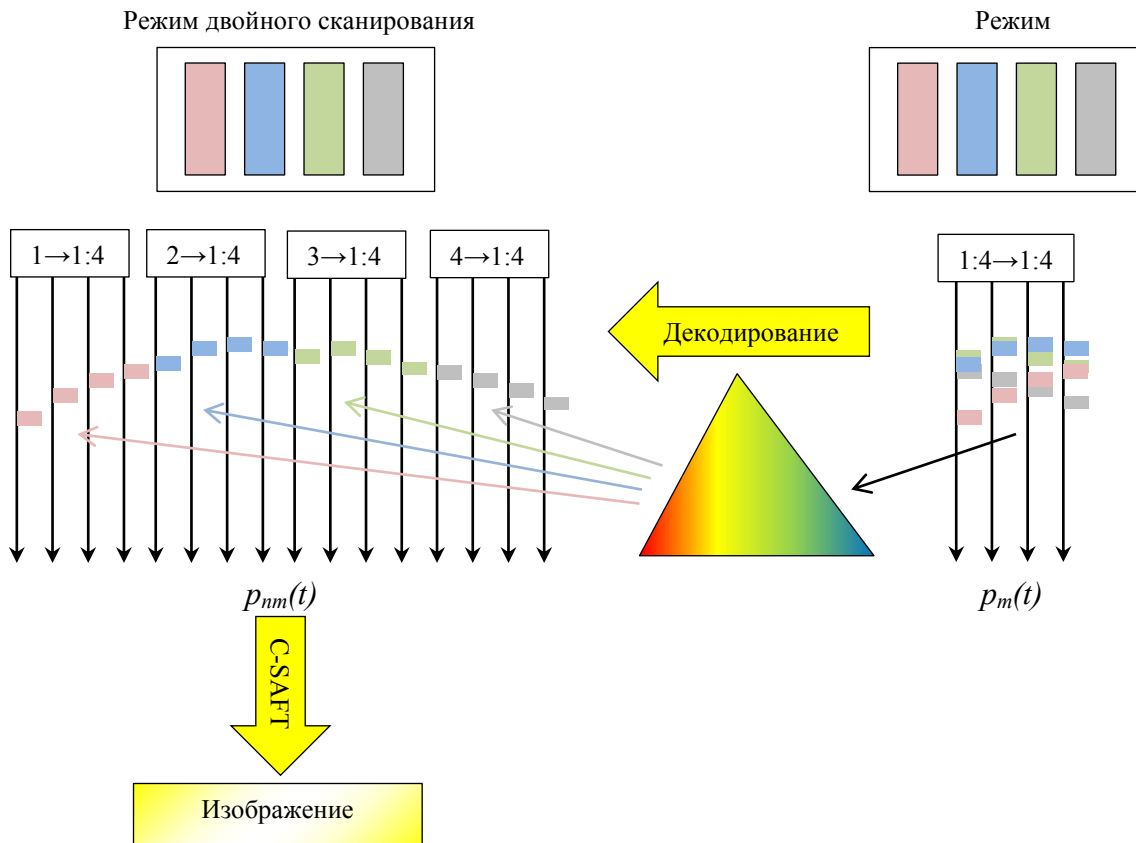 Режим двойного сканирования
Режим
1→1:4
2→1:4
3→1:4
4→1:4
1:4→1:4
Декодирование
pnm(t)
pm(t)
C-SAFT
Изображение